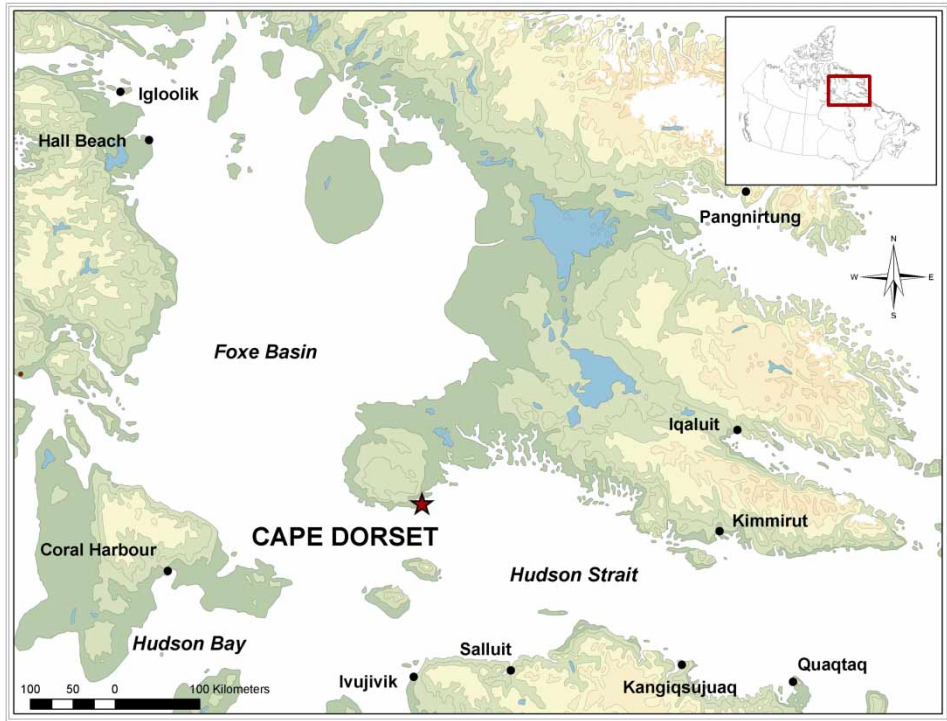 Igloolik
Hall Beach
Pangnirtung
N
W E
S
Foxe Basin
Iqaluit
CAPE DORSET
Kimmirut
Coral Harbour
Hudson Strait
Hudson Bay
Salluit
Ivujivik
Kangiqsujuaq
Quaqtaq
100 50 0 100 Kilometers